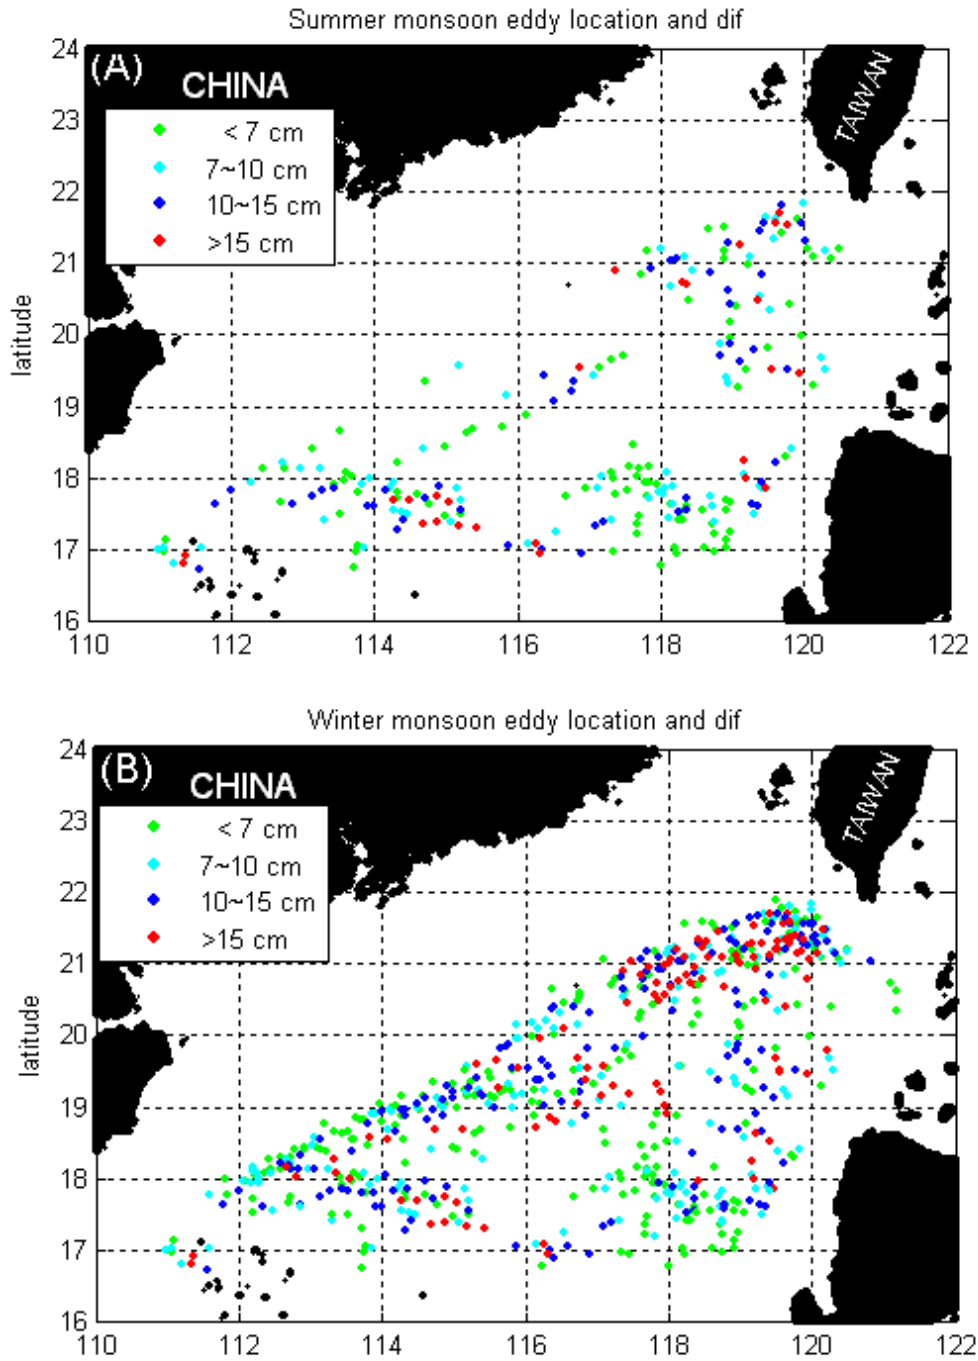 Summer monsoon eddy location and dif
(A)
CHINA
TAIWAN
< 7 cm
7~10 cm
10~15 cm
>15 cm
latitude
24
23
22
21
20
19
18
17
16
110 112 114 116 118 120 122
Winter monsoon eddy location and dif
(B)
CHINA
TAIWAN
< 7 cm
7~10 cm
10~15 cm
>15 cm
latitude
24
23
22
21
20
19
18
17
16
110 112 114 116 118 120 122